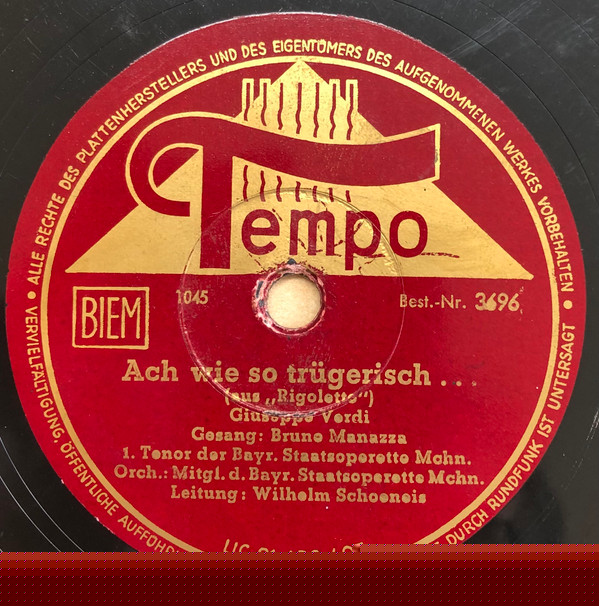 ALLE RECHTE DES PLATTENHERSTELLERS UND DES EIGENTÜMERS DES AUFGENOMMENEN WERKES VORBEHALTEN
Tempo
BIEM
1045
Best.-Nr. 3696
Ach wie so trügerisch . . .
(aus „Rigoletto")
Giuseppe Verdi
Gesang: Bruno Manazza
1. Tenor der Bayr. Staatsoperette Mchn.
Orch.: Mitgl. d. Bayr. Staatsoperette Mchn.
Leitung: Wilhelm Schoeneis
VERVIELFÄLTIGUNG, ÖFFENTLICHE
DURCH RUNDFUNK IST UNTERSAGT